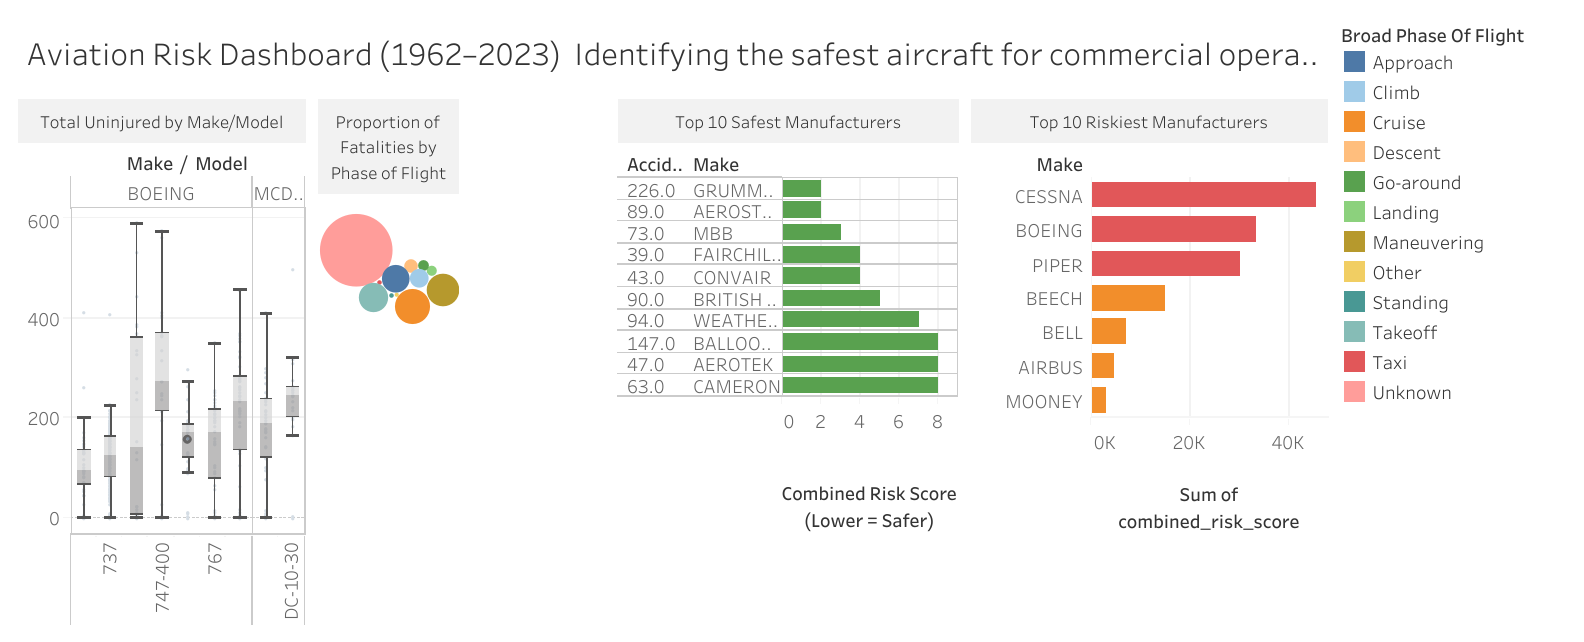 Aviation Risk Dashboard (1962–2023)  Identifying the safest aircraft for commercial opera..
Total Uninjured by Make/Model
Make / Model
BOEING
MCD..
600
400
200
0
737
747-400
767
DC-10-30
Proportion of
Fatalities by
Phase of Flight
Top 10 Safest Manufacturers
Accid.. Make
226.0 GRUMM..
89.0 AEROST..
73.0 MBB
39.0 FAIRCHIL..
43.0 CONVAIR
90.0 BRITISH ..
94.0 WEATHE..
147.0 BALLOO..
47.0 AEROTEK
63.0 CAMERON
0 2 4 6 8
Combined Risk Score
(Lower = Safer)
Top 10 Riskiest Manufacturers
Make
CESSNA
BOEING
PIPER
BEECH
BELL
AIRBUS
MOONEY
0K 20K 40K
Sum of
combined_risk_score
Broad Phase Of Flight
Approach
Climb
Cruise
Descent
Go-around
Landing
Maneuvering
Other
Standing
Takeoff
Taxi
Unknown